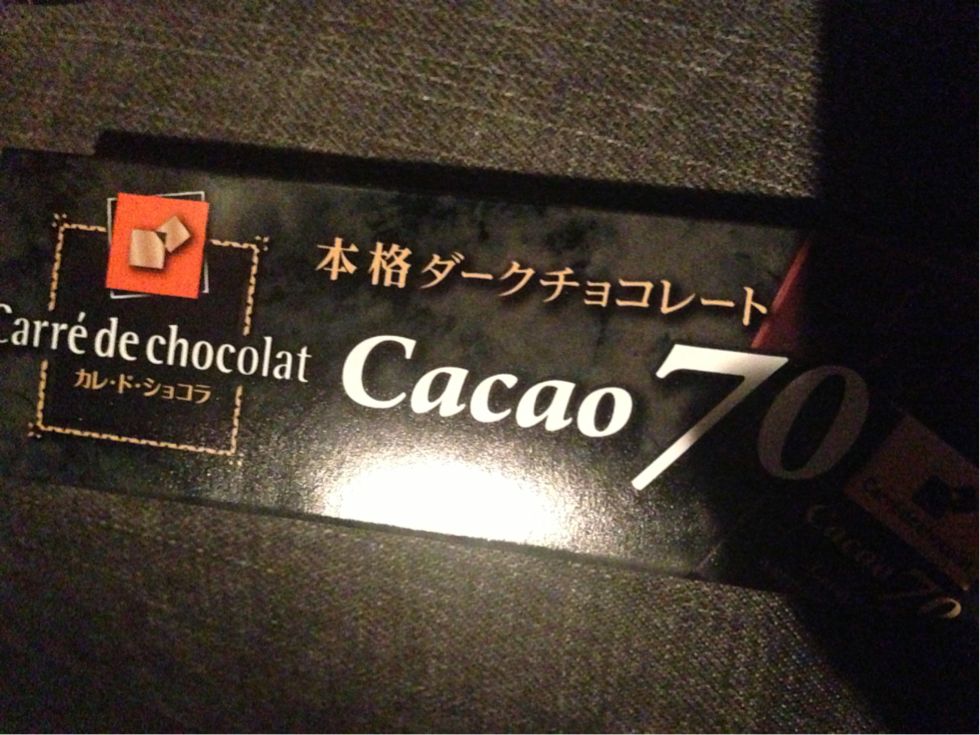 本格ダークチョコレート
Carré de chocolat
カレ・ド・ショコラ
Cacao 70
Cacao 70